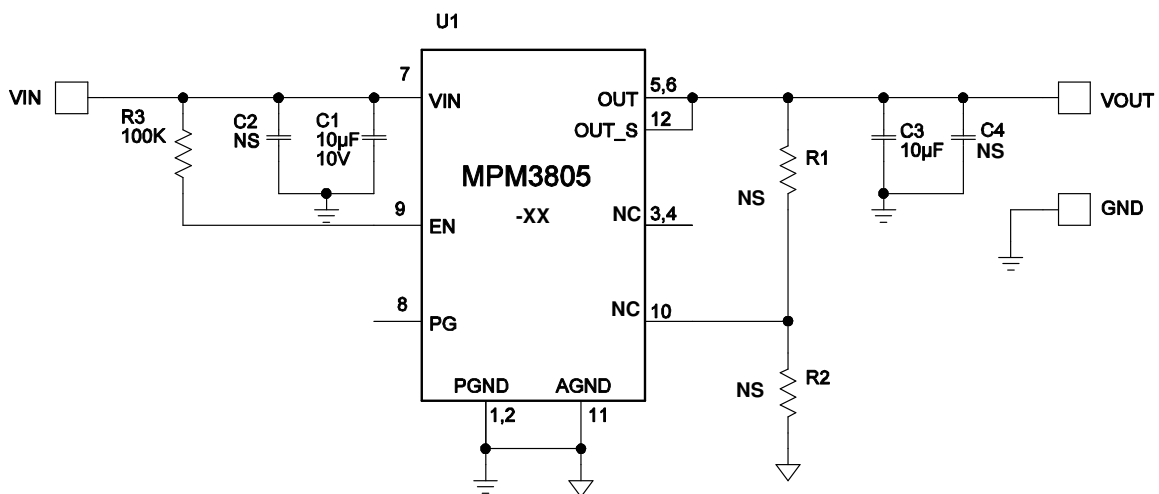 U1
VIN
R3
100K
C2
NS
C1
10µF
10V
7
VIN
9
EN
8
PG
MPM3805
-XX
PGND
1,2
AGND
11
OUT
5,6
OUT_S
12
NC
3,4
NC
10
R1
NS
R2
NS
C3
10µF
C4
NS
VOUT
GND